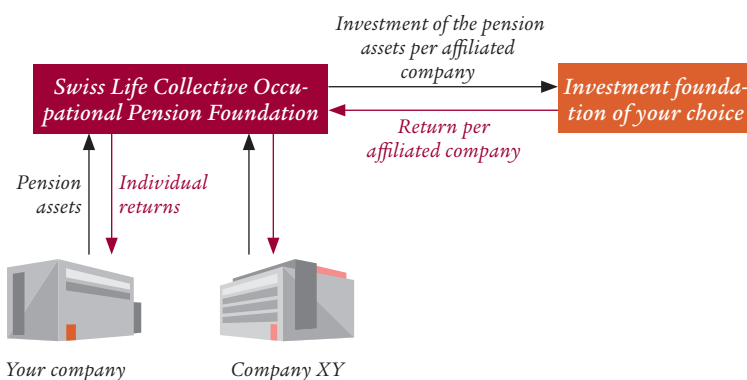 Investment of the pension
assets per affiliated
company
Swiss Life Collective Occu-
pational Pension Foundation
Investment founda-
tion of your choice
Return per
affiliated company
Pension
assets
Individual
returns
Your company
Company XY